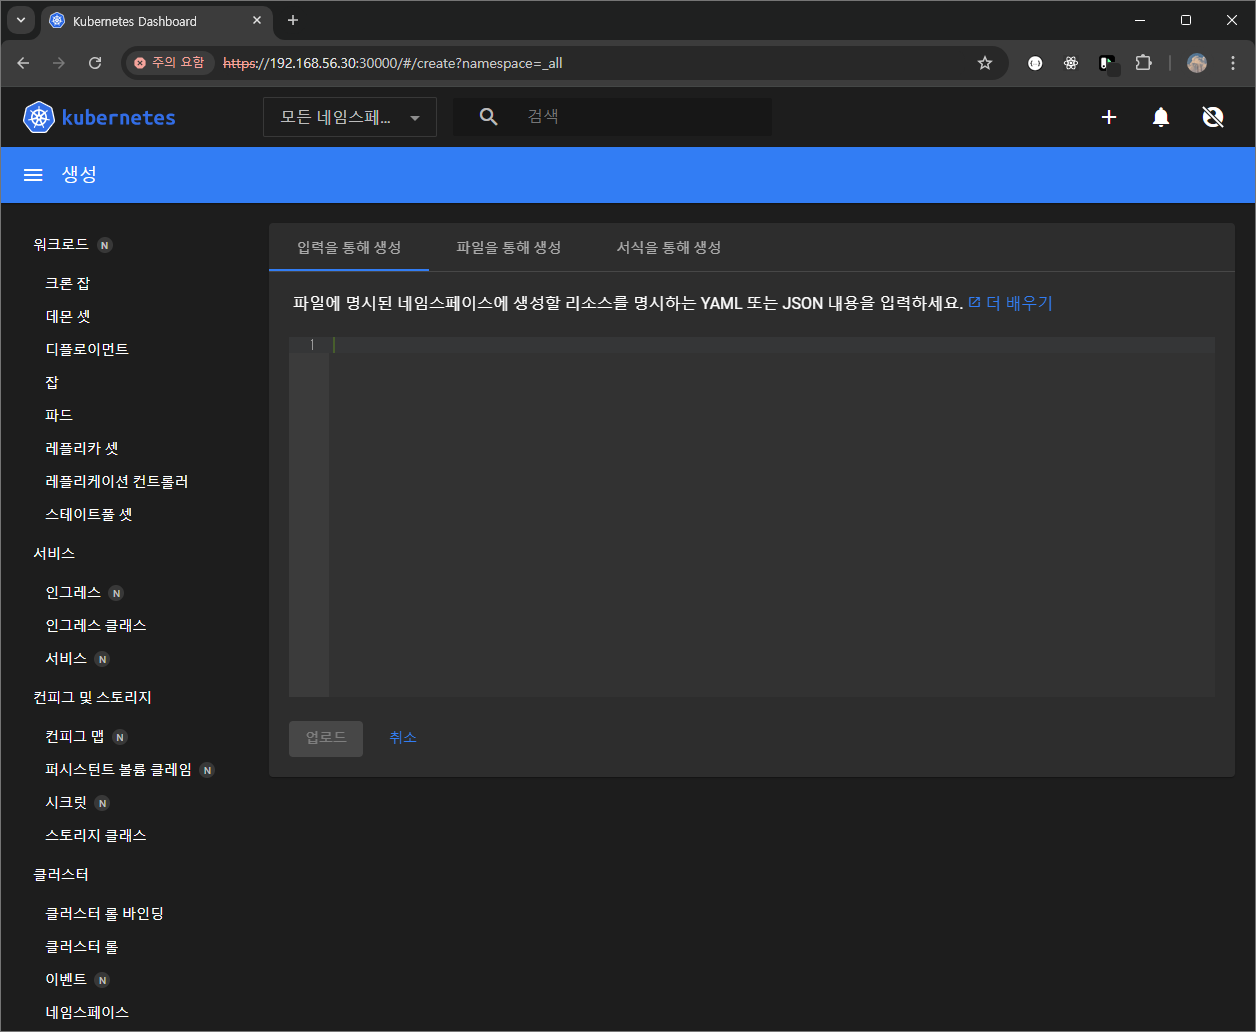 Kubernetes Dashboard
주의 요함
https://192.168.56.30:30000/#/create?namespace=_all
kubernetes
모든 네임스페...
검색
생성
워크로드 N
크론 잡
데몬 셋
디플로이먼트
잡
파드
레플리카 셋
레플리케이션 컨트롤러
스테이트풀 셋
서비스
인그레스 N
인그레스 클래스
서비스 N
컨피그 및 스토리지
컨피그 맵 N
퍼시스턴트 볼륨 클레임 N
시크릿 N
스토리지 클래스
클러스터
클러스터 롤 바인딩
클러스터 롤
이벤트 N
네임스페이스
입력을 통해 생성 파일을 통해 생성 서식을 통해 생성
파일에 명시된 네임스페이스에 생성할 리소스를 명시하는 YAML 또는 JSON 내용을 입력하세요. 더 배우기
1
업로드 취소